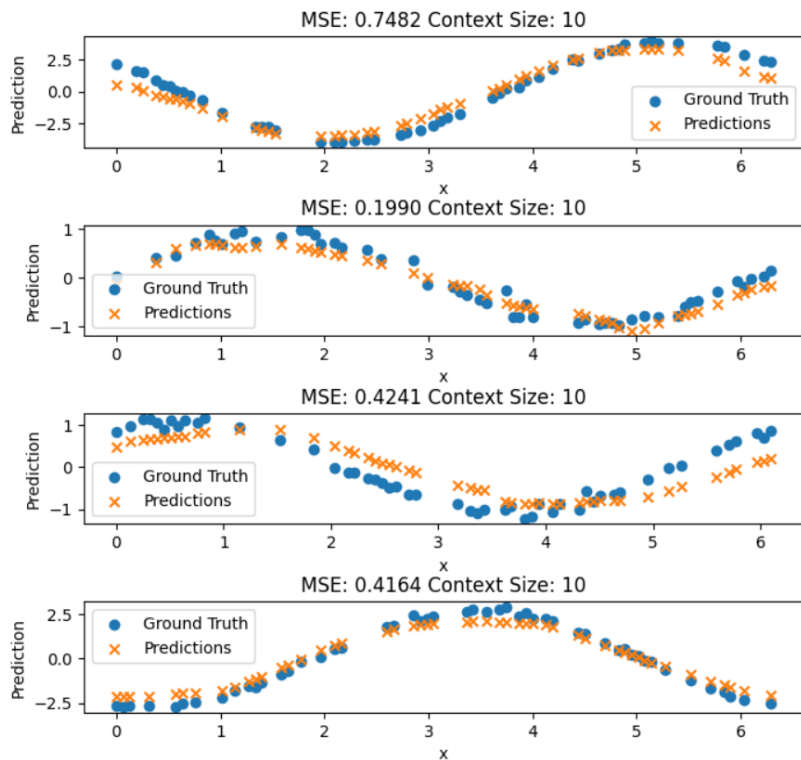 MSE: 0.7482 Context Size: 10
Prediction
2.5
0.0
−2.5
Ground Truth
Predictions
0 1 2 3 4 5 6
x
MSE: 0.1990 Context Size: 10
Prediction
1
0
−1
Ground Truth
Predictions
0 1 2 3 4 5 6
x
MSE: 0.4241 Context Size: 10
Prediction
1
0
−1
Ground Truth
Predictions
0 1 2 3 4 5 6
x
MSE: 0.4164 Context Size: 10
Prediction
2.5
0.0
−2.5
Ground Truth
Predictions
0 1 2 3 4 5 6
x